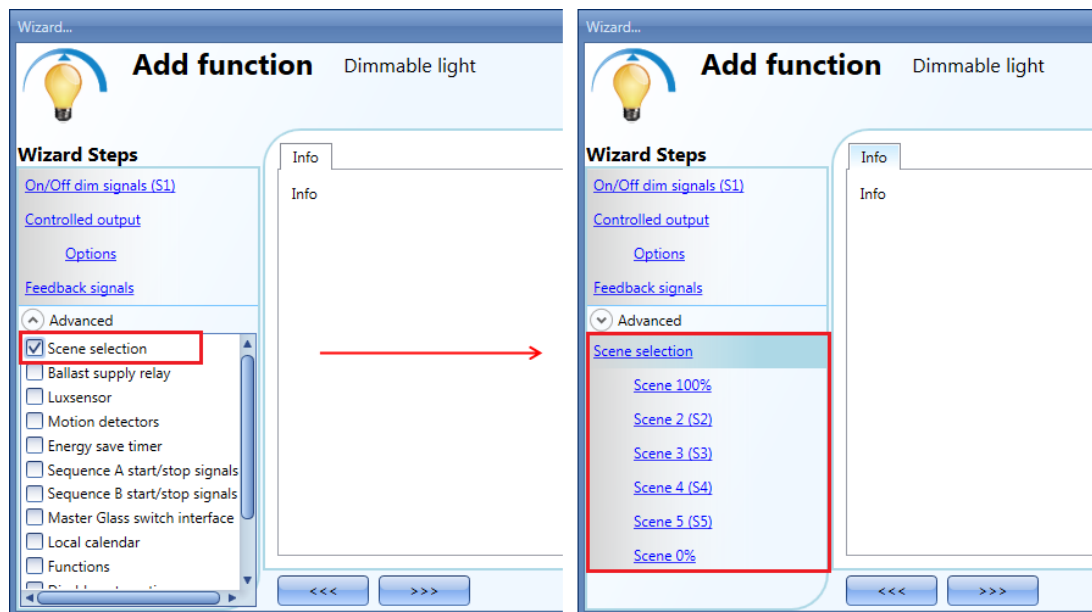 Wizard...
Add function Dimmable light
Wizard Steps
Info
On/Off dim signals (S1)
Info
Controlled output
Options
Feedback signals
Advanced
Scene selection
Ballast supply relay
Luxsensor
Motion detectors
Energy save timer
Sequence A start/stop signals
Sequence B start/stop signals
Master Glass switch interface
Local calendar
Functions
<<< >>>
Wizard...
Add function Dimmable light
Wizard Steps
Info
On/Off dim signals (S1)
Info
Controlled output
Options
Feedback signals
Advanced
Scene selection
Scene 100%
Scene 2 (S2)
Scene 3 (S3)
Scene 4 (S4)
Scene 5 (S5)
Scene 0%
<<< >>>